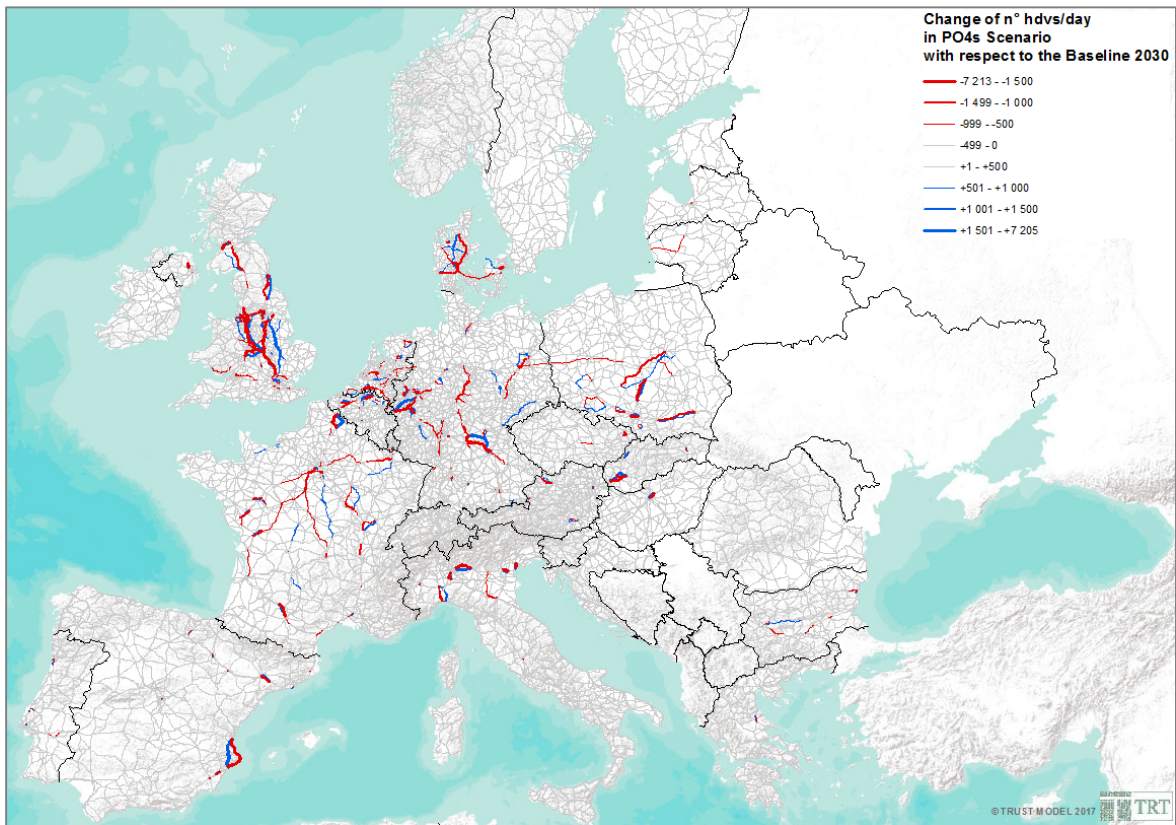 Change of n° hdvs/day
in PO4s Scenario
with respect to the Baseline 2030
-7 213 - -1 500
-1 499 - -1 000
-999 - -500
-499 - 0
+1 - +500
+501 - +1 000
+1 001 - +1 500
+1 501 - +7 205
© TRUST MODEL 2017
TRT